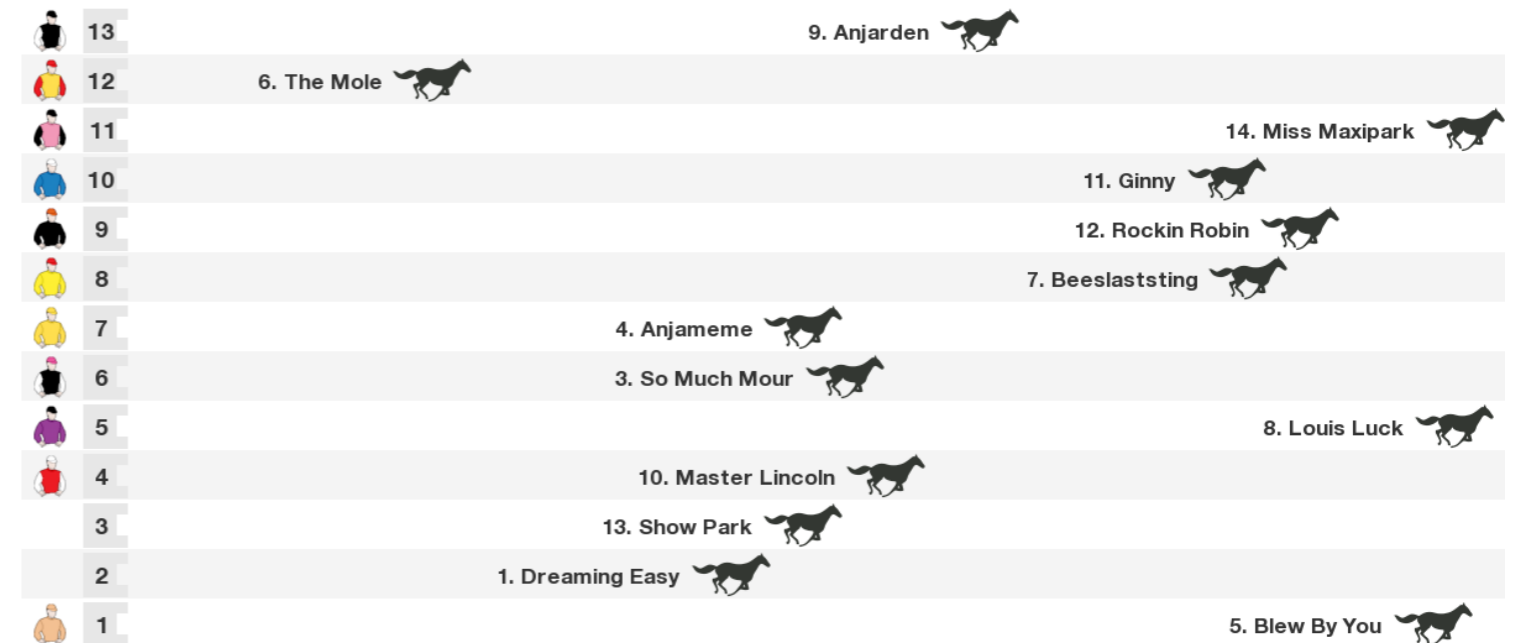 13 9. Anjarden
12 6. The Mole
11 14. Miss Maxipark
10 11. Ginny
9 12. Rockin Robin
8 7. Beeslaststing
7 4. Anjameme
6 3. So Much Mour
5 8. Louis Luck
4 10. Master Lincoln
3 13. Show Park
2 1. Dreaming Easy
1 5. Blew By You